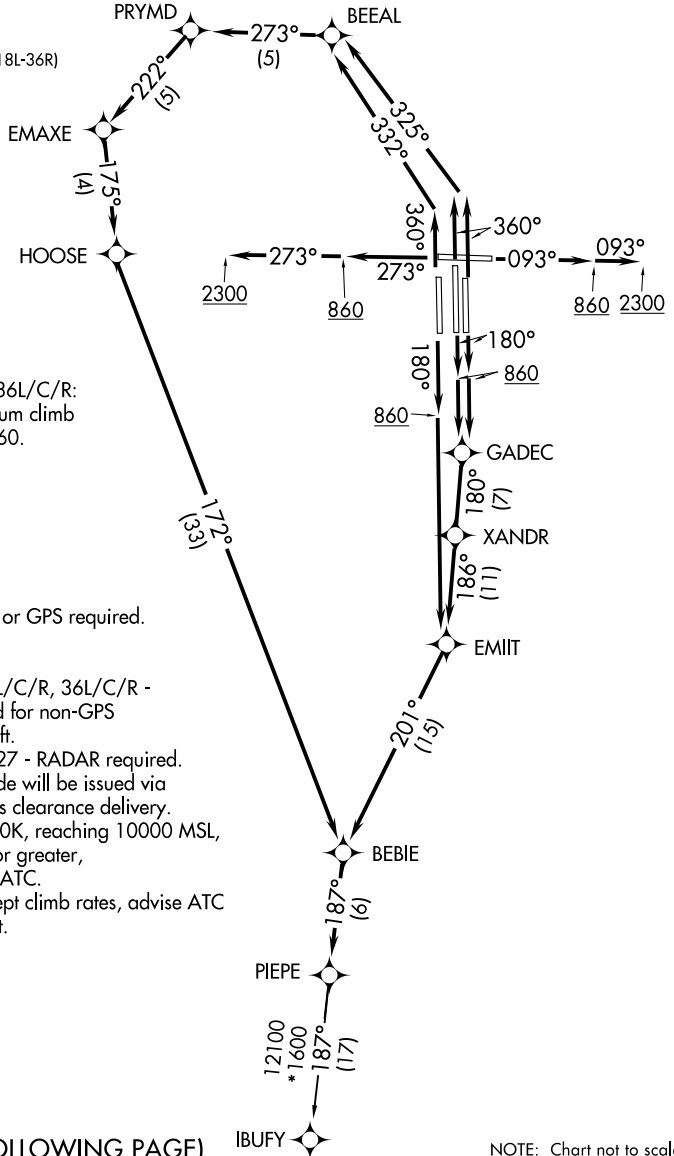 PRYMD
BEEAL
273°
(5)
18L-36R)
222°
(5)
325°
332°
EMAXE
175°
(4)
360°
360°
HOOSE
273°
273°
093°
093°
2300
860
860
2300
180°
180°
860
36L/C/R:
um climb
60.
860
GADEC
180°
(7)
172°
(33)
XANDR
186°
(11)
or GPS required.
EMIIT
L/C/R, 36L/C/R -
d for non-GPS
ft.
27 - RADAR required.
de will be issued via
s clearance delivery.
0K, reaching 10000 MSL,
or greater,
ATC.
ept climb rates, advise ATC
t.
201°
(15)
BEBIE
187°
(6)
PIEPE
12100
*1600
187°
(17)
OLLOWING PAGE)
IBUFY
NOTE: Chart not to scale